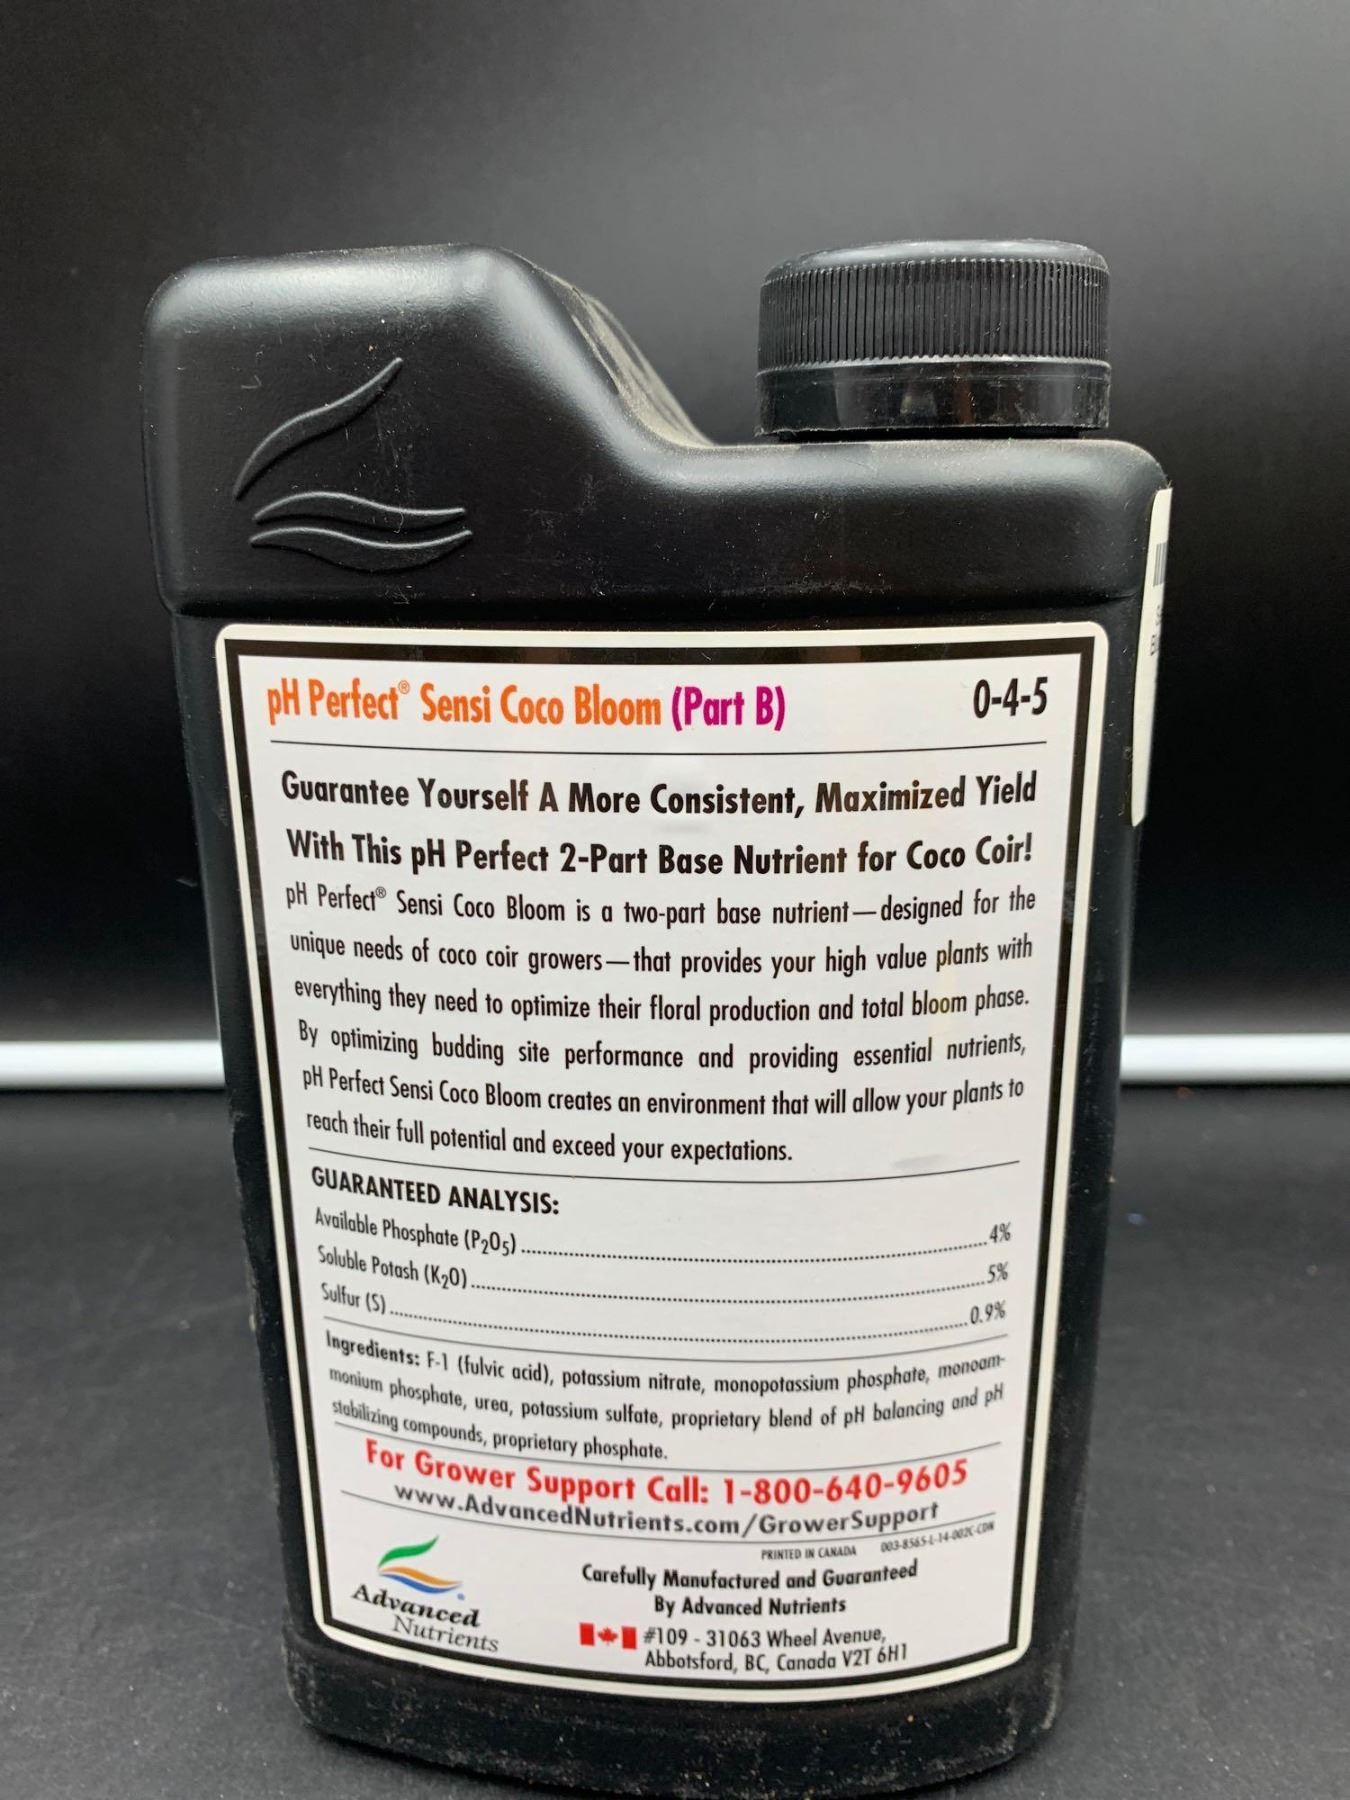 pH Perfect® Sensi Coco Bloom (Part B) 0-4-5
Guarantee Yourself A More Consistent, Maximized Yield
With This pH Perfect 2-Part Base Nutrient for Coco Coir!
pH Perfect® Sensi Coco Bloom is a two-part base nutrient—designed for the
unique needs of coco coir growers—that provides your high value plants with
everything they need to optimize their floral production and total bloom phase.
By optimizing budding site performance and providing essential nutrients,
pH Perfect Sensi Coco Bloom creates an environment that will allow your plants to
reach their full potential and exceed your expectations.
GUARANTEED ANALYSIS:
Available Phosphate (P₂O₅)..........4%
Soluble Potash (K₂O)..........5%
Sulfur (S)..........0.9%
Ingredients: F-1 (fulvic acid), potassium nitrate, monopotassium phosphate, monoam-
monium phosphate, urea, potassium sulfate, proprietary blend of pH balancing and pH
stabilizing compounds, proprietary phosphate.
For Grower Support Call: 1-800-640-9605
www.AdvancedNutrients.com/GrowerSupport
PRINTED IN CANADA 003-8565-L-14-002C-CDN
Carefully Manufactured and Guaranteed
By Advanced Nutrients
#109 - 31063 Wheel Avenue,
Abbotsford, BC, Canada V2T 6H1
Advanced
Nutrients